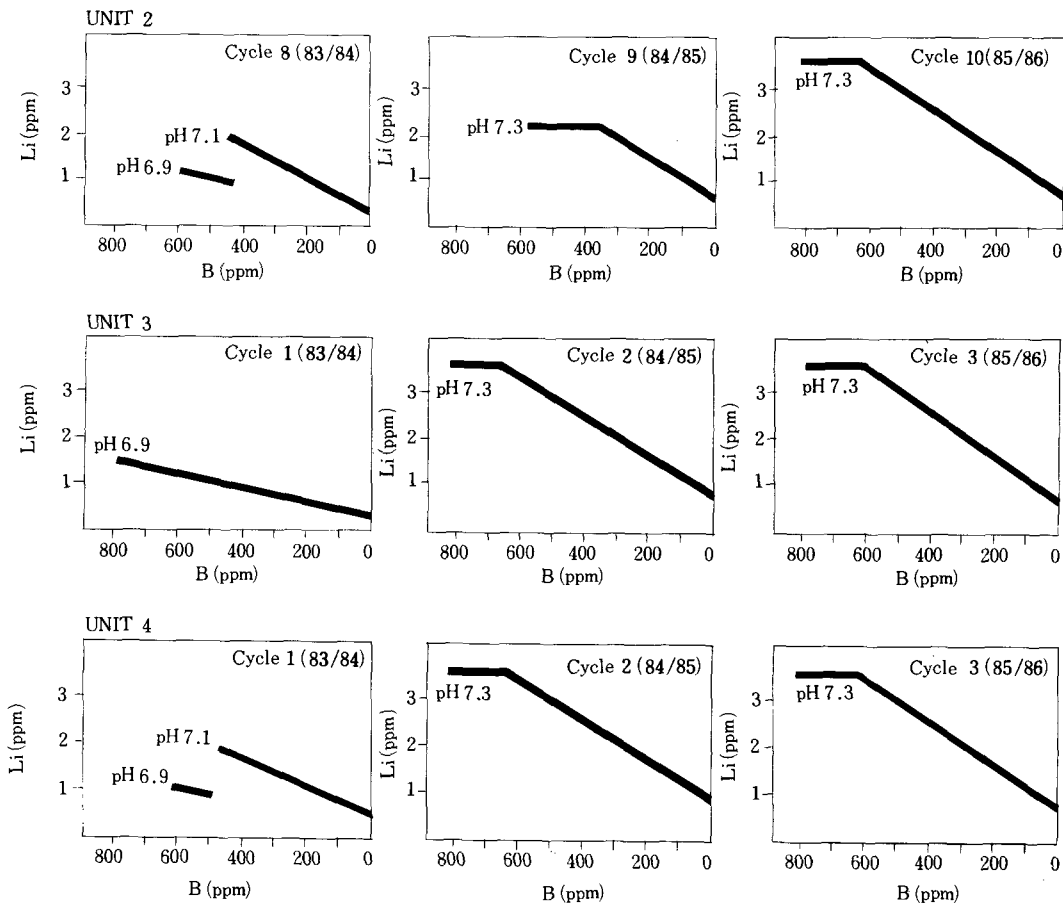 UNIT 2
Cycle 8 (83/84)
Li (ppm)
3
2
1
pH 7.1
pH 6.9
800 600 400 200 0
B (ppm)
Cycle 9 (84/85)
Li (ppm)
3
2
1
pH 7.3
800 600 400 200 0
B (ppm)
Cycle 10 (85/86)
Li (ppm)
3
2
1
pH 7.3
800 600 400 200 0
B (ppm)
UNIT 3
Cycle 1 (83/84)
Li (ppm)
3
2
1
pH 6.9
800 600 400 200 0
B (ppm)
Cycle 2 (84/85)
Li (ppm)
3
2
1
pH 7.3
800 600 400 200 0
B (ppm)
Cycle 3 (85/86)
Li (ppm)
3
2
1
pH 7.3
800 600 400 200 0
B (ppm)
UNIT 4
Cycle 1 (83/84)
Li (ppm)
3
2
1
pH 7.1
pH 6.9
800 600 400 200 0
B (ppm)
Cycle 2 (84/85)
Li (ppm)
3
2
1
pH 7.3
800 600 400 200 0
B (ppm)
Cycle 3 (85/86)
Li (ppm)
3
2
1
pH 7.3
800 600 400 200 0
B (ppm)